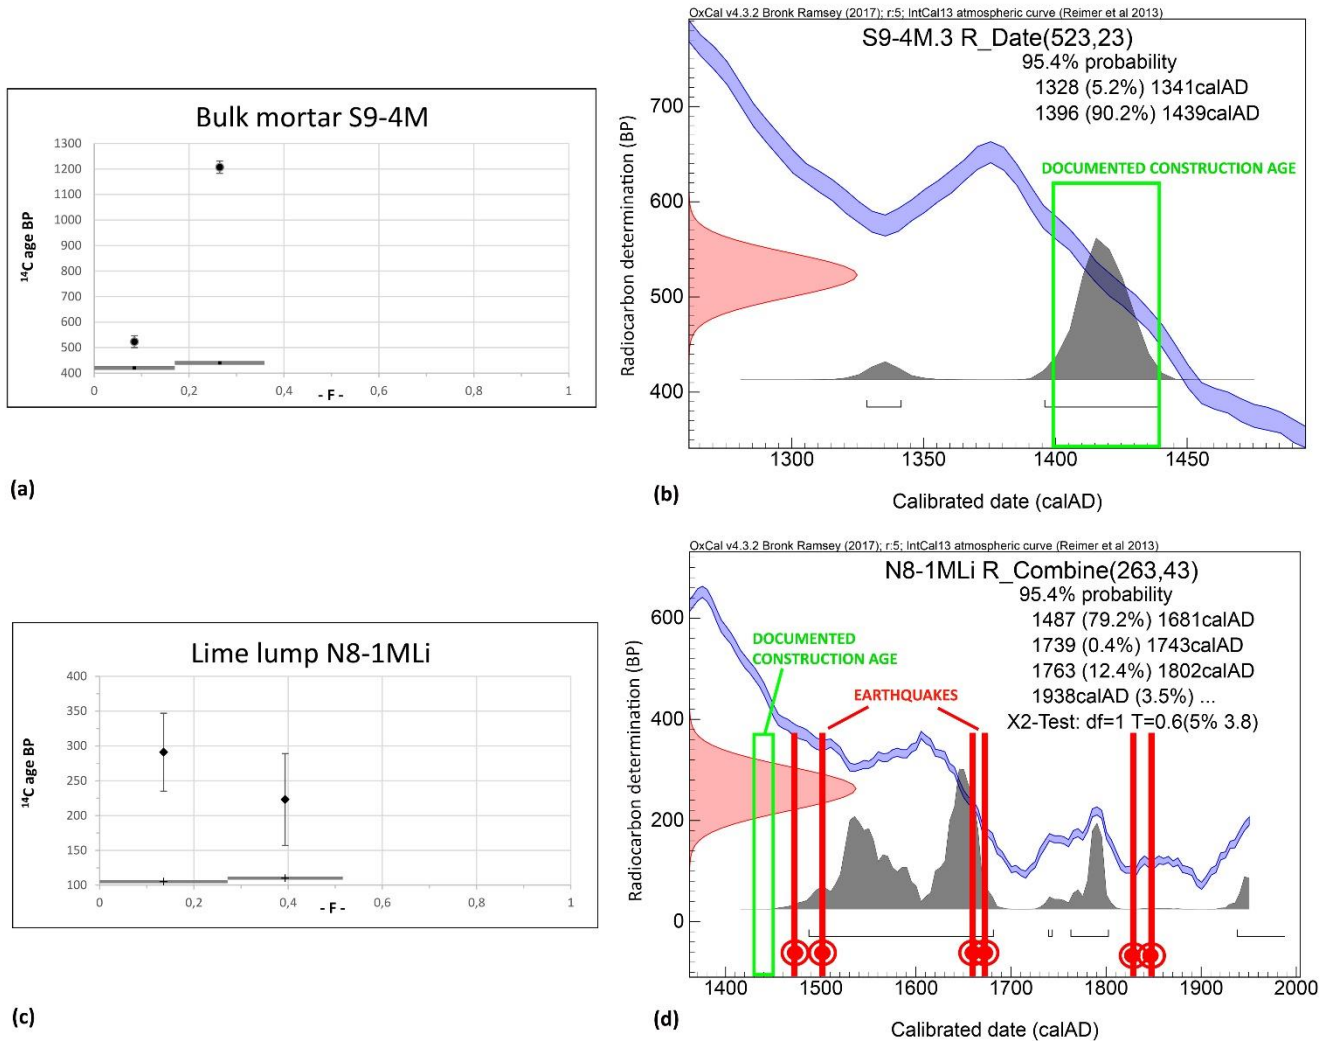 Bulk mortar S9-4M
1300
1200
1100
1000
900
800
700
600
500
400
¹⁴C age BP
0 0,2 0,4 0,6 0,8 1
- F -
(a)
OxCal v4.3.2 Bronk Ramsey (2017); r:5; IntCal13 atmospheric curve (Reimer et al 2013)
S9-4M.3 R_Date(523,23)
95.4% probability
1328 (5.2%) 1341calAD
1396 (90.2%) 1439calAD
DOCUMENTED CONSTRUCTION AGE
Radiocarbon determination (BP)
700
600
500
400
1300 1350 1400 1450
Calibrated date (calAD)
(b)
Lime lump N8-1MLi
400
350
300
250
200
150
100
¹⁴C age BP
0 0,2 0,4 0,6 0,8 1
- F -
(c)
OxCal v4.3.2 Bronk Ramsey (2017); r:5; IntCal13 atmospheric curve (Reimer et al 2013)
N8-1MLi R_Combine(263,43)
95.4% probability
1487 (79.2%) 1681calAD
1739 (0.4%) 1743calAD
1763 (12.4%) 1802calAD
1938calAD (3.5%) ...
X2-Test: df=1 T=0.6(5% 3.8)
DOCUMENTED
CONSTRUCTION AGE
EARTHQUAKES
Radiocarbon determination (BP)
600
400
200
0
1400 1500 1600 1700 1800 1900 2000
Calibrated date (calAD)
(d)